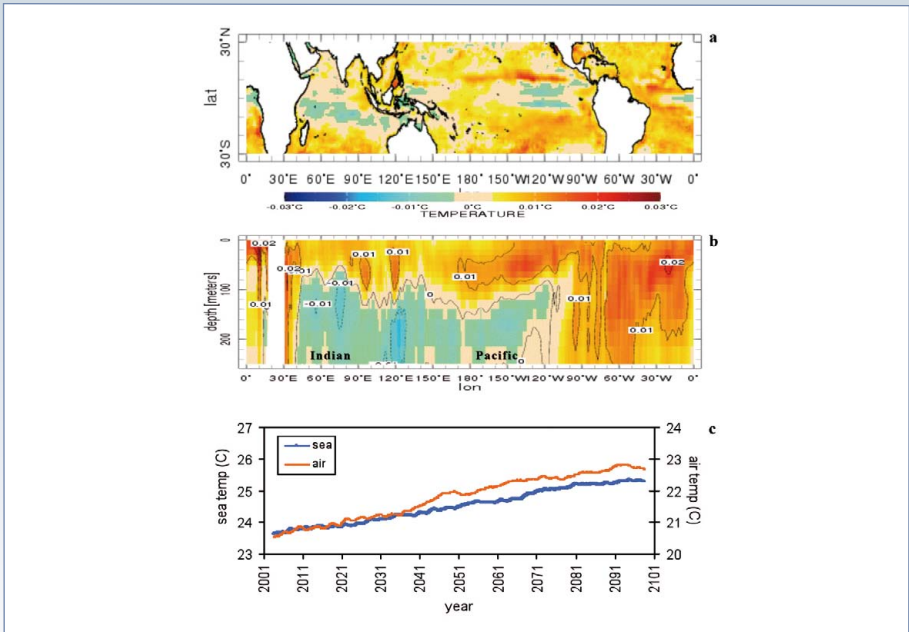 a
30˚N
lat
30˚S
0˚ 30˚E 60˚E 90˚E 120˚E 150˚E 180˚ 150˚W 120˚W 90˚W 60˚W 30˚W 0˚
-0.03˚C -0.02˚C -0.01˚C 0˚C 0.01˚C 0.02˚C 0.03˚C
TEMPERATURE
b
0
0.02 0.01 0.01 0.02
0.02
-0.01
100
0
0.01 -0.01 0.01
depth [meters]
0.01
200
Indian Pacific
0
0˚ 30˚E 60˚E 90˚E 120˚E 150˚E 180˚ 150˚W 120˚W 90˚W 60˚W 30˚W 0˚
lon
c
27 24
sea
air
26 23
sea temp (C)
25 22
air temp (C)
24 21
23 20
2001 2011 2021 2031 2041 2051 2061 2071 2081 2091 2101
year